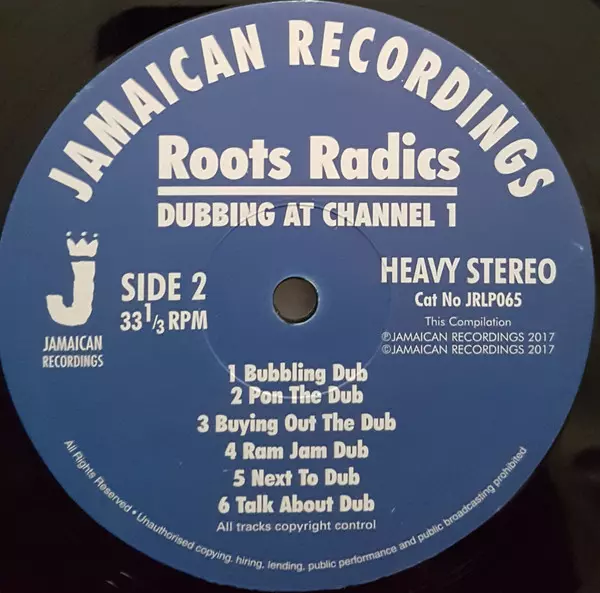 JAMAICAN RECORDINGS
Roots Radics
DUBBING AT CHANNEL 1
J
JAMAICAN
RECORDINGS
SIDE 2
33 1/3 RPM
HEAVY STEREO
Cat No JRLP065
This Compilation
℗JAMAICAN RECORDINGS 2017
©JAMAICAN RECORDINGS 2017
1 Bubbling Dub
2 Pon The Dub
3 Buying Out The Dub
4 Ram Jam Dub
5 Next To Dub
6 Talk About Dub
All tracks copyright control
All Rights Reserved • Unauthorised copying, hiring, lending, public performance and public broadcasting prohibited